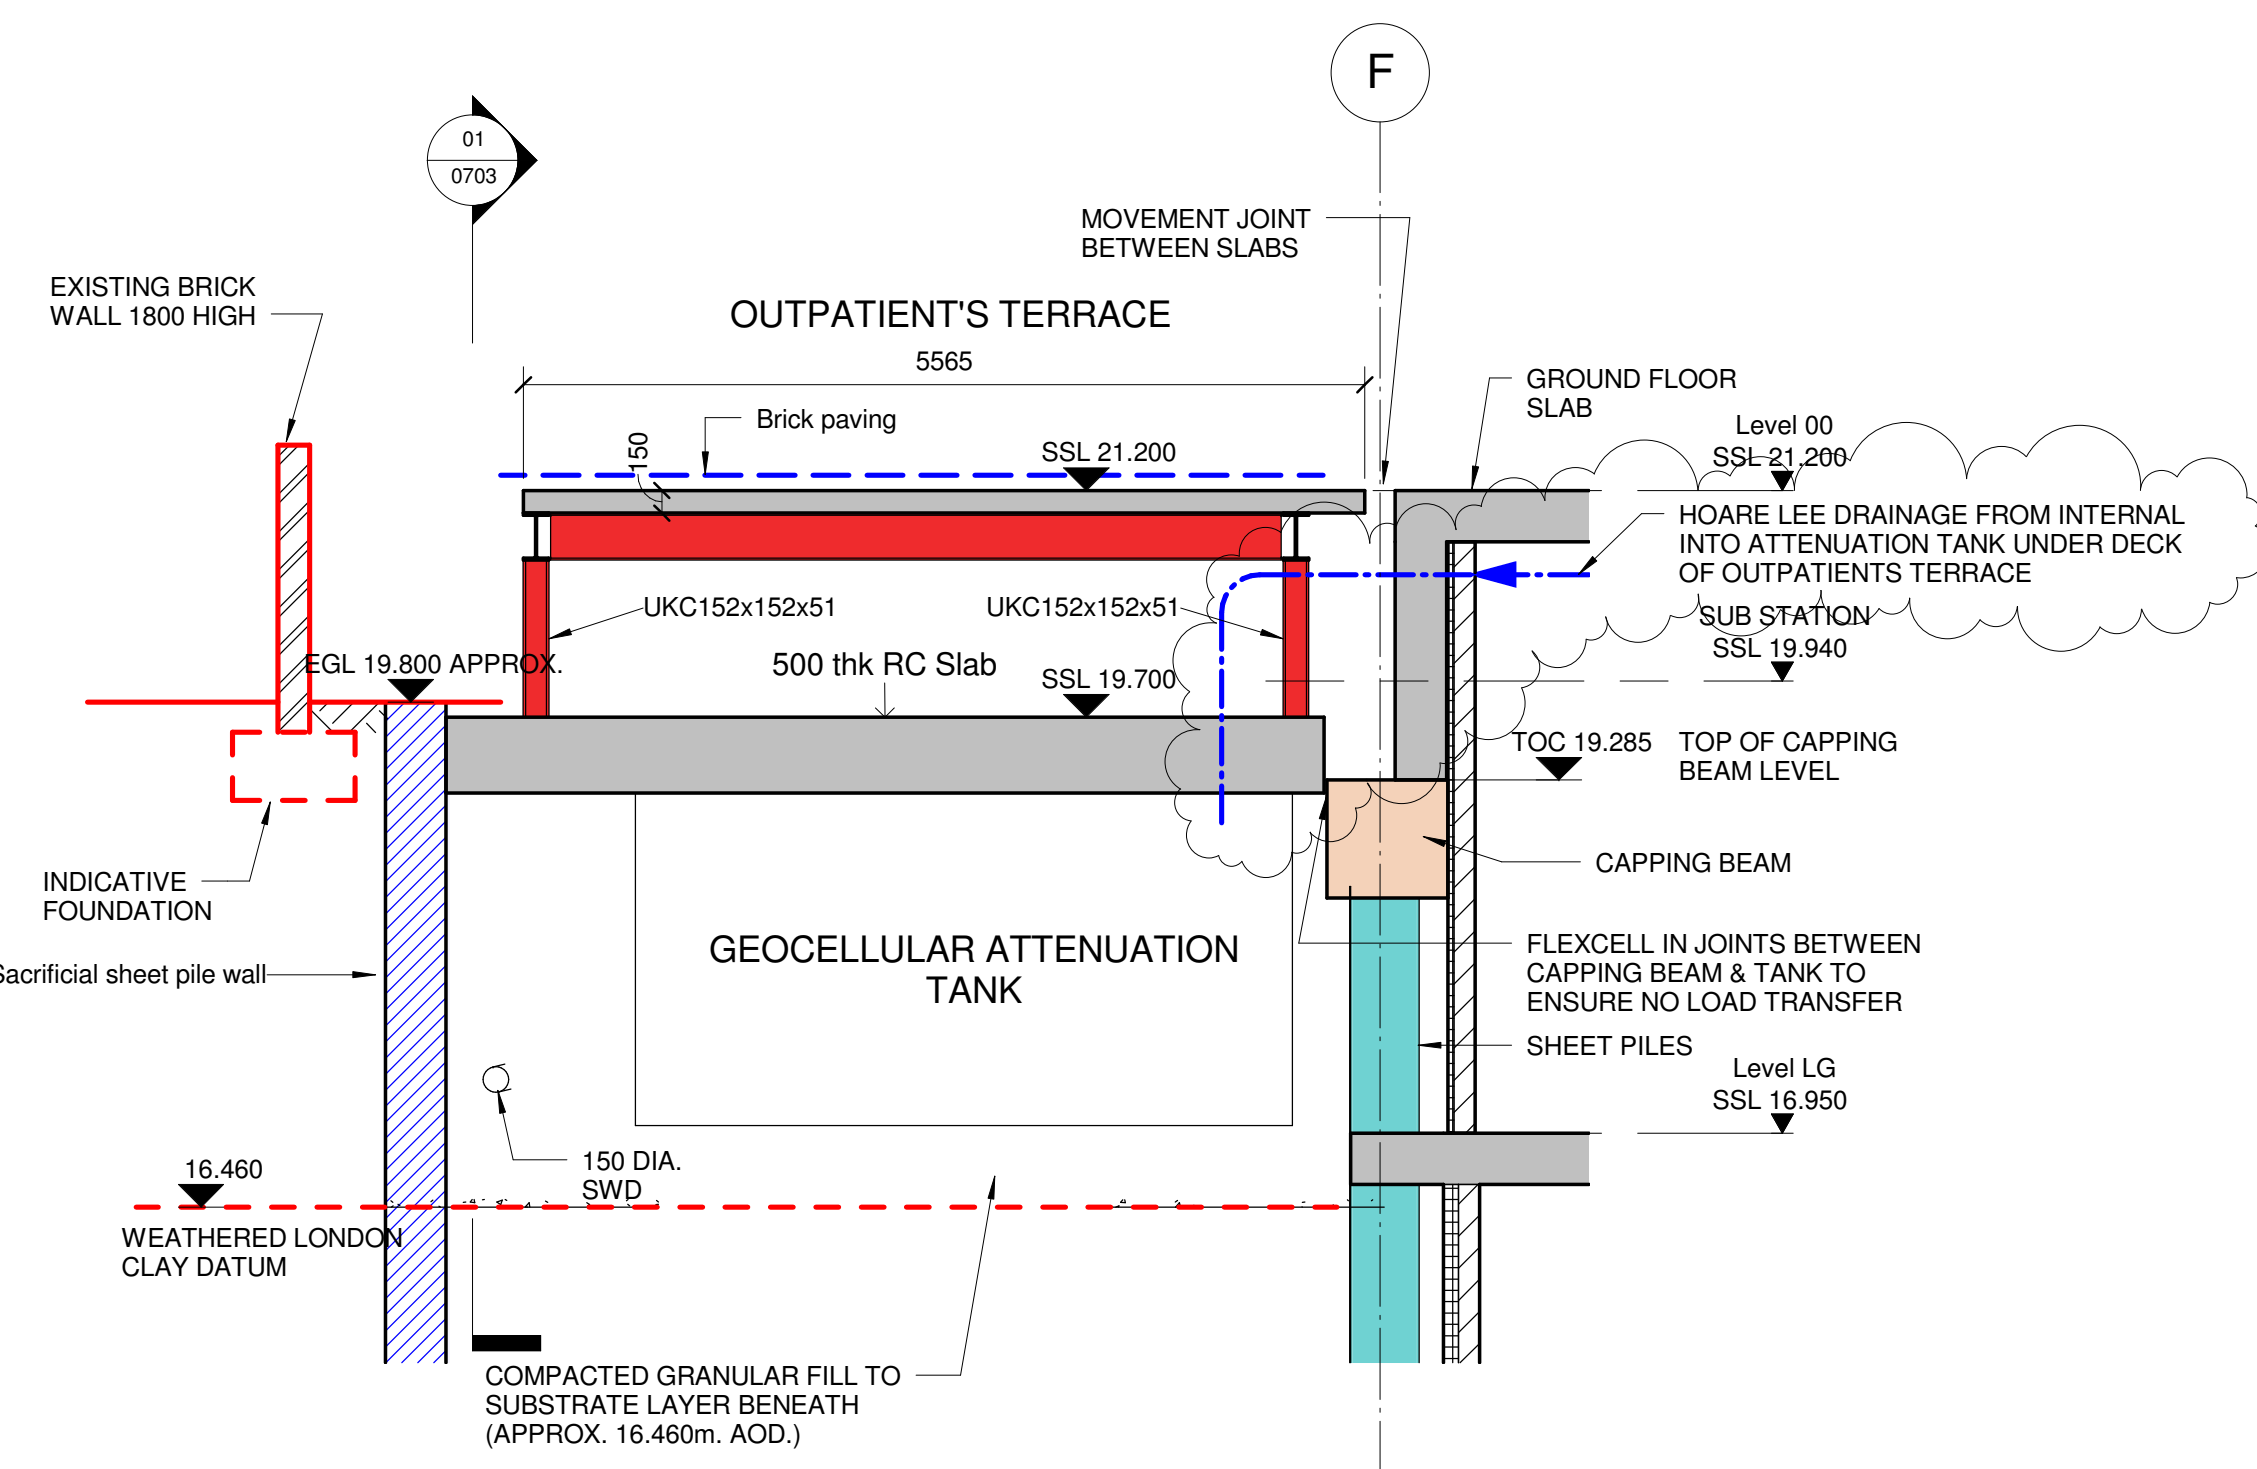 F
01
0703
MOVEMENT JOINT
BETWEEN SLABS
EXISTING BRICK
WALL 1800 HIGH
OUTPATIENT'S TERRACE
5565
GROUND FLOOR
SLAB
Brick paving
150
SSL 21.200
Level 00
SSL 21.200
HOARE LEE DRAINAGE FROM INTERNAL
INTO ATTENUATION TANK UNDER DECK
OF OUTPATIENTS TERRACE
UKC152x152x51
UKC152x152x51
SUB STATION
SSL 19.940
EGL 19.800 APPROX.
500 thk RC Slab
SSL 19.700
TOC 19.285
TOP OF CAPPING
BEAM LEVEL
CAPPING BEAM
INDICATIVE
FOUNDATION
GEOCELLULAR ATTENUATION
TANK
FLEXCELL IN JOINTS BETWEEN
CAPPING BEAM & TANK TO
ENSURE NO LOAD TRANSFER
Sacrificial sheet pile wall
SHEET PILES
Level LG
SSL 16.950
150 DIA.
SWD
16.460
WEATHERED LONDON
CLAY DATUM
COMPACTED GRANULAR FILL TO
SUBSTRATE LAYER BENEATH
(APPROX. 16.460m. AOD.)